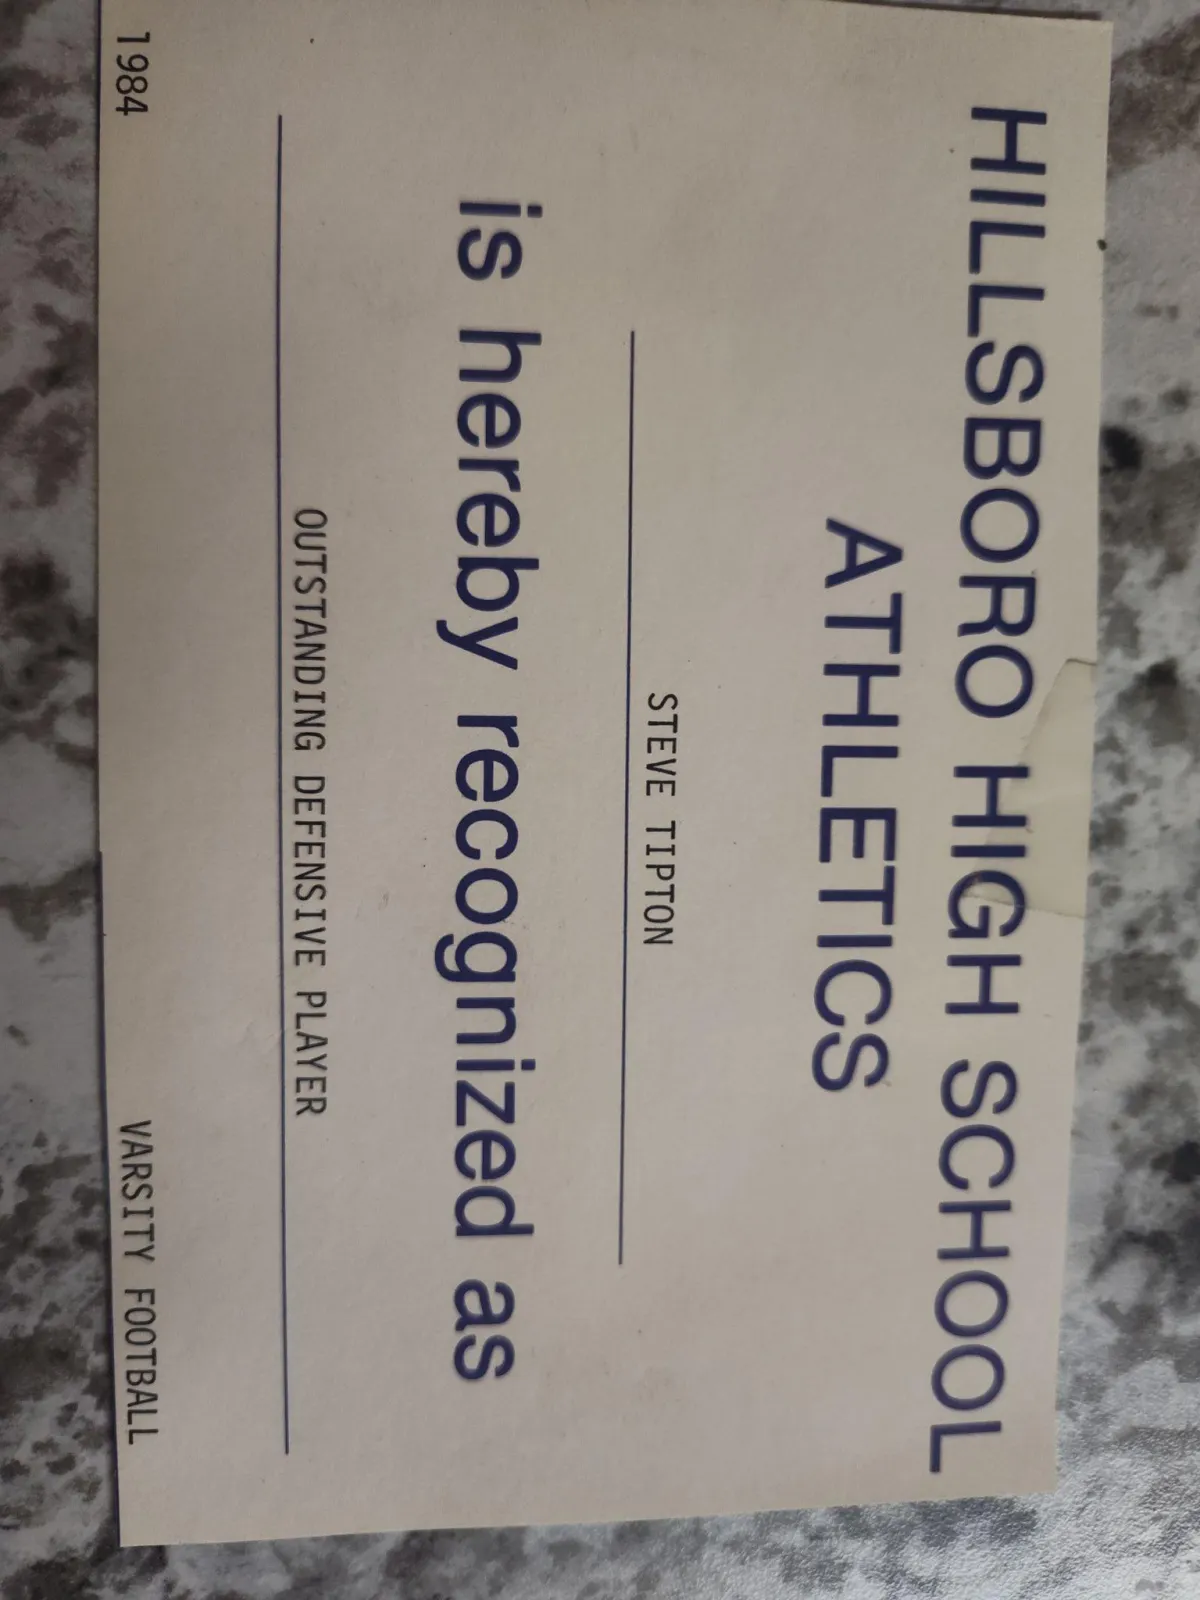 HILLSBORO HIGH SCHOOL
ATHLETICS
STEVE TIPTON
is hereby recognized as
OUTSTANDING DEFENSIVE PLAYER
1984 VARSITY FOOTBALL